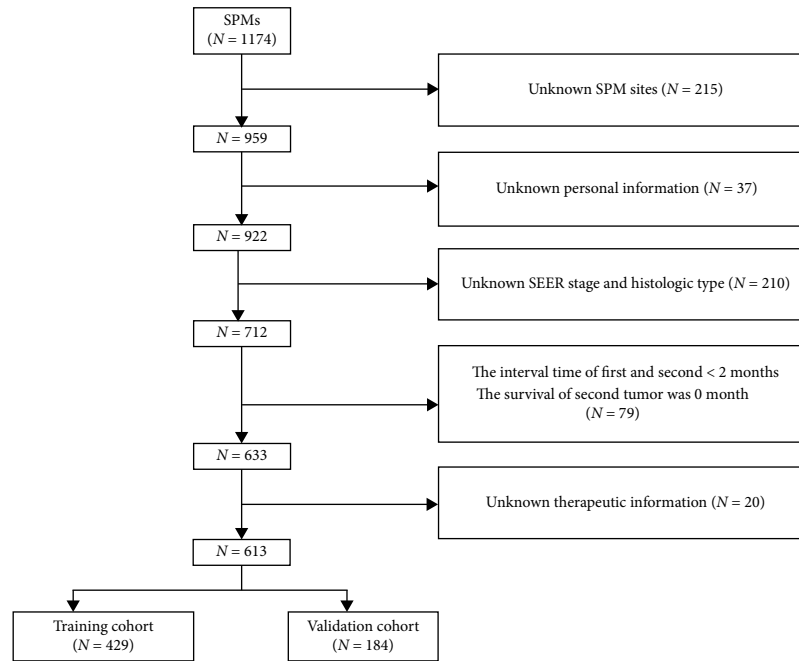 SPMs
(N = 1174)
Unknown SPM sites (N = 215)
N = 959
Unknown personal information (N = 37)
N = 922
Unknown SEER stage and histologic type (N = 210)
N = 712
The interval time of first and second < 2 months
The survival of second tumor was 0 month
(N = 79)
N = 633
Unknown therapeutic information (N = 20)
N = 613
Training cohort
(N = 429)
Validation cohort
(N = 184)